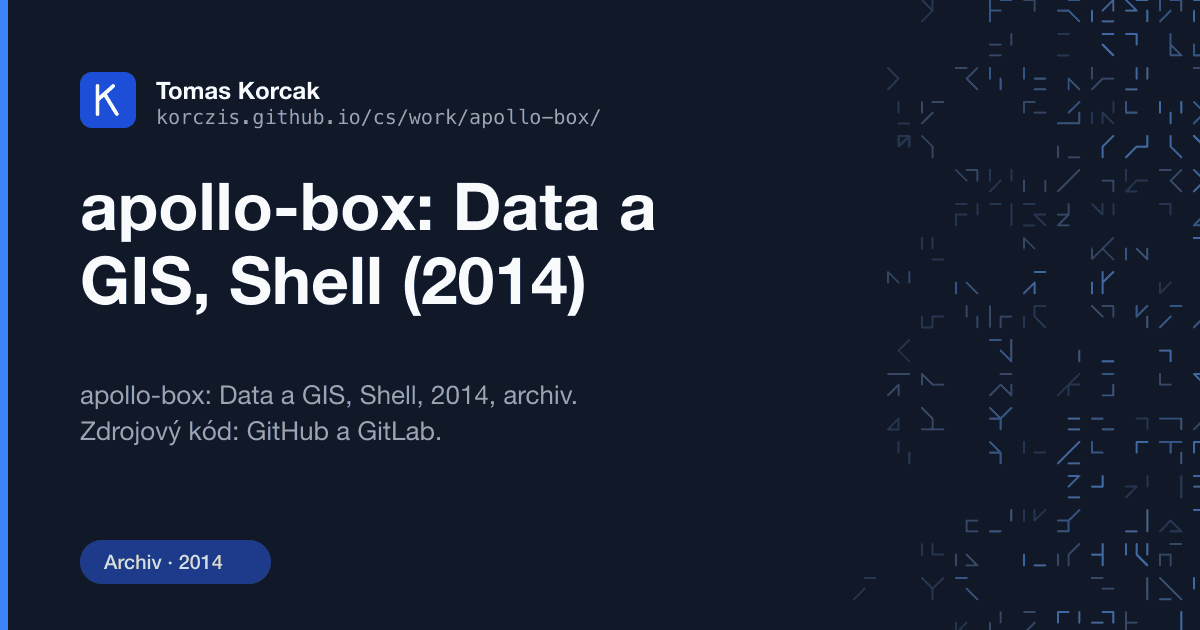 K
Tomas Korcak
korczis.github.io/cs/work/apollo-box/
apollo-box: Data a
GIS, Shell (2014)
apollo-box: Data a GIS, Shell, 2014, archiv.
Zdrojový kód: GitHub a GitLab.
Archiv · 2014